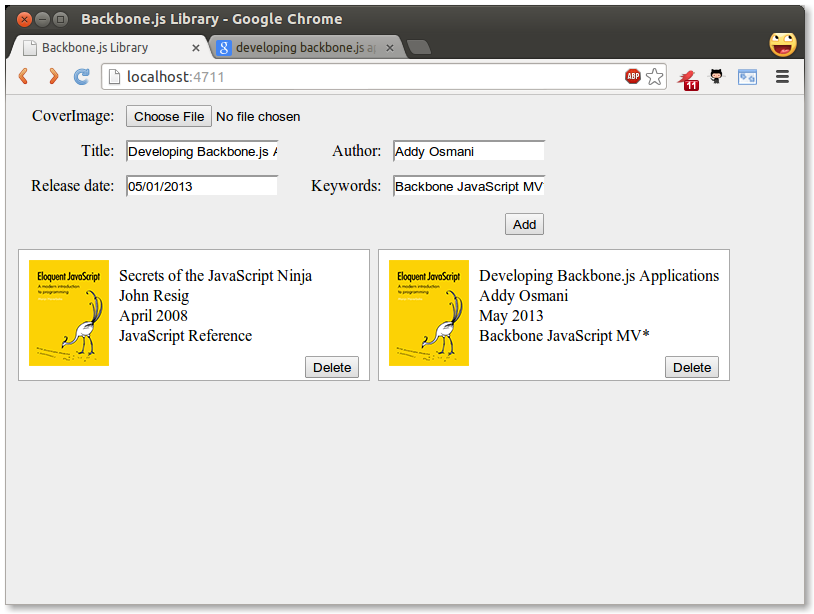 Backbone.js Library - Google Chrome
Backbone.js Library
developing backbone.js a
localhost:4711
ABP
11
CoverImage: Choose File No file chosen
Title: Developing Backbone.js A Author: Addy Osmani
Release date: 05/01/2013 Keywords: Backbone JavaScript MV
Add
Eloquent JavaScript
A modern introduction
to programming
Secrets of the JavaScript Ninja
John Resig
April 2008
JavaScript Reference
Delete
Eloquent JavaScript
A modern introduction
to programming
Developing Backbone.js Applications
Addy Osmani
May 2013
Backbone JavaScript MV*
Delete